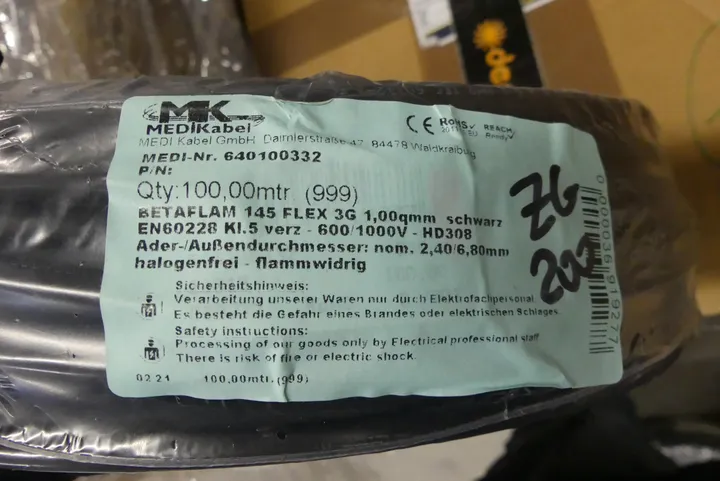 MK
MEDIKabel
MEDI Kabel GmbH Daimlerstraße 47, 84478 Waldkraiburg
CE RoHS✓ REACH✓
2011 EU Ready✓
MEDI-Nr. 640100332
P/N:
Qty:100,00mtr. (999)
BETAFLAM 145 FLEX 3G 1,00qmm schwarz
EN60228 Kl.5 verz - 600/1000V - HD308
Ader-/Außendurchmesser: nom. 2,40/6,80mm
halogenfrei - flammwidrig
Sicherheitshinweis:
Verarbeitung unserer Waren nur durch Elektrofachpersonal
Es besteht die Gefahr eines Brandes oder elektrischen Schlages
Safety instructions:
Processing of our goods only by Electrical professional staff
There is risk of fire or electric shock.
02 21 100,00mtr. (999)
de